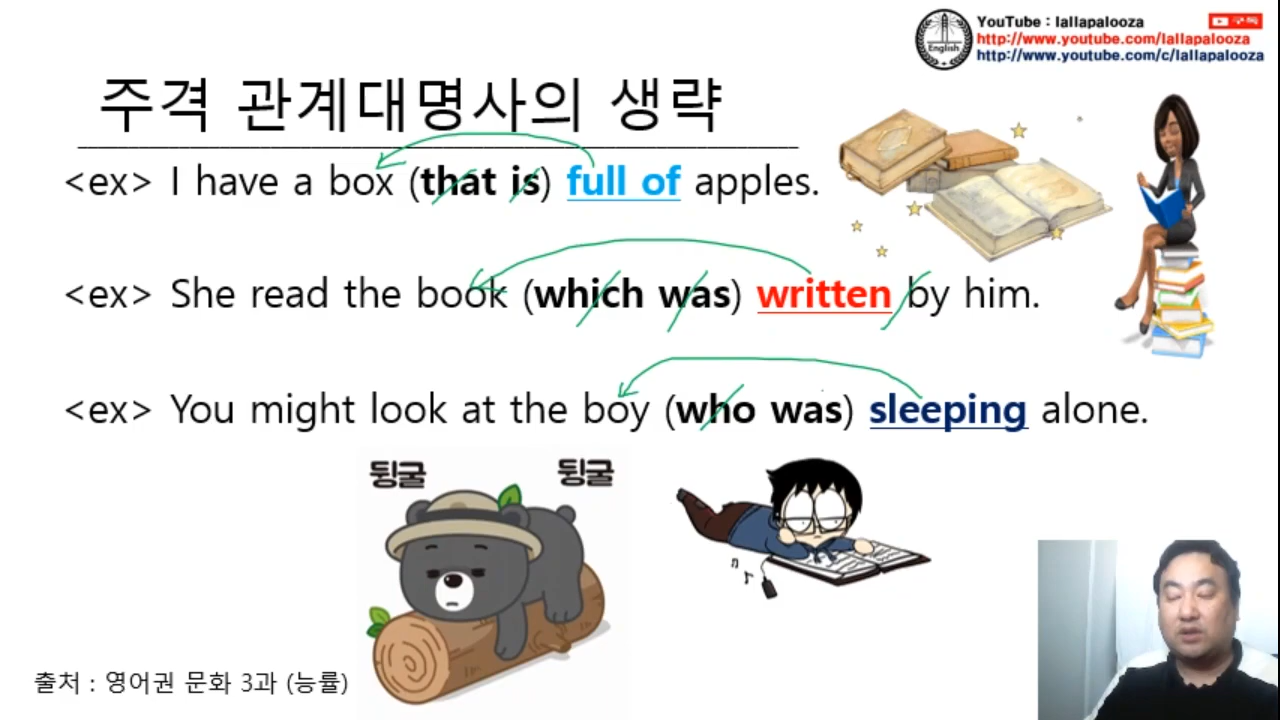 YouTube : lallapalooza
구독
http://www.youtube.com/lallapalooza
English
http://www.youtube.com/c/lallapalooza
주격 관계대명사의 생략
<ex> I have a box (that is) full of apples.
<ex> She read the book (which was) written by him.
<ex> You might look at the boy (who was) sleeping alone.
뒹굴 뒹굴
출처 : 영어권 문화 3과 (능률)